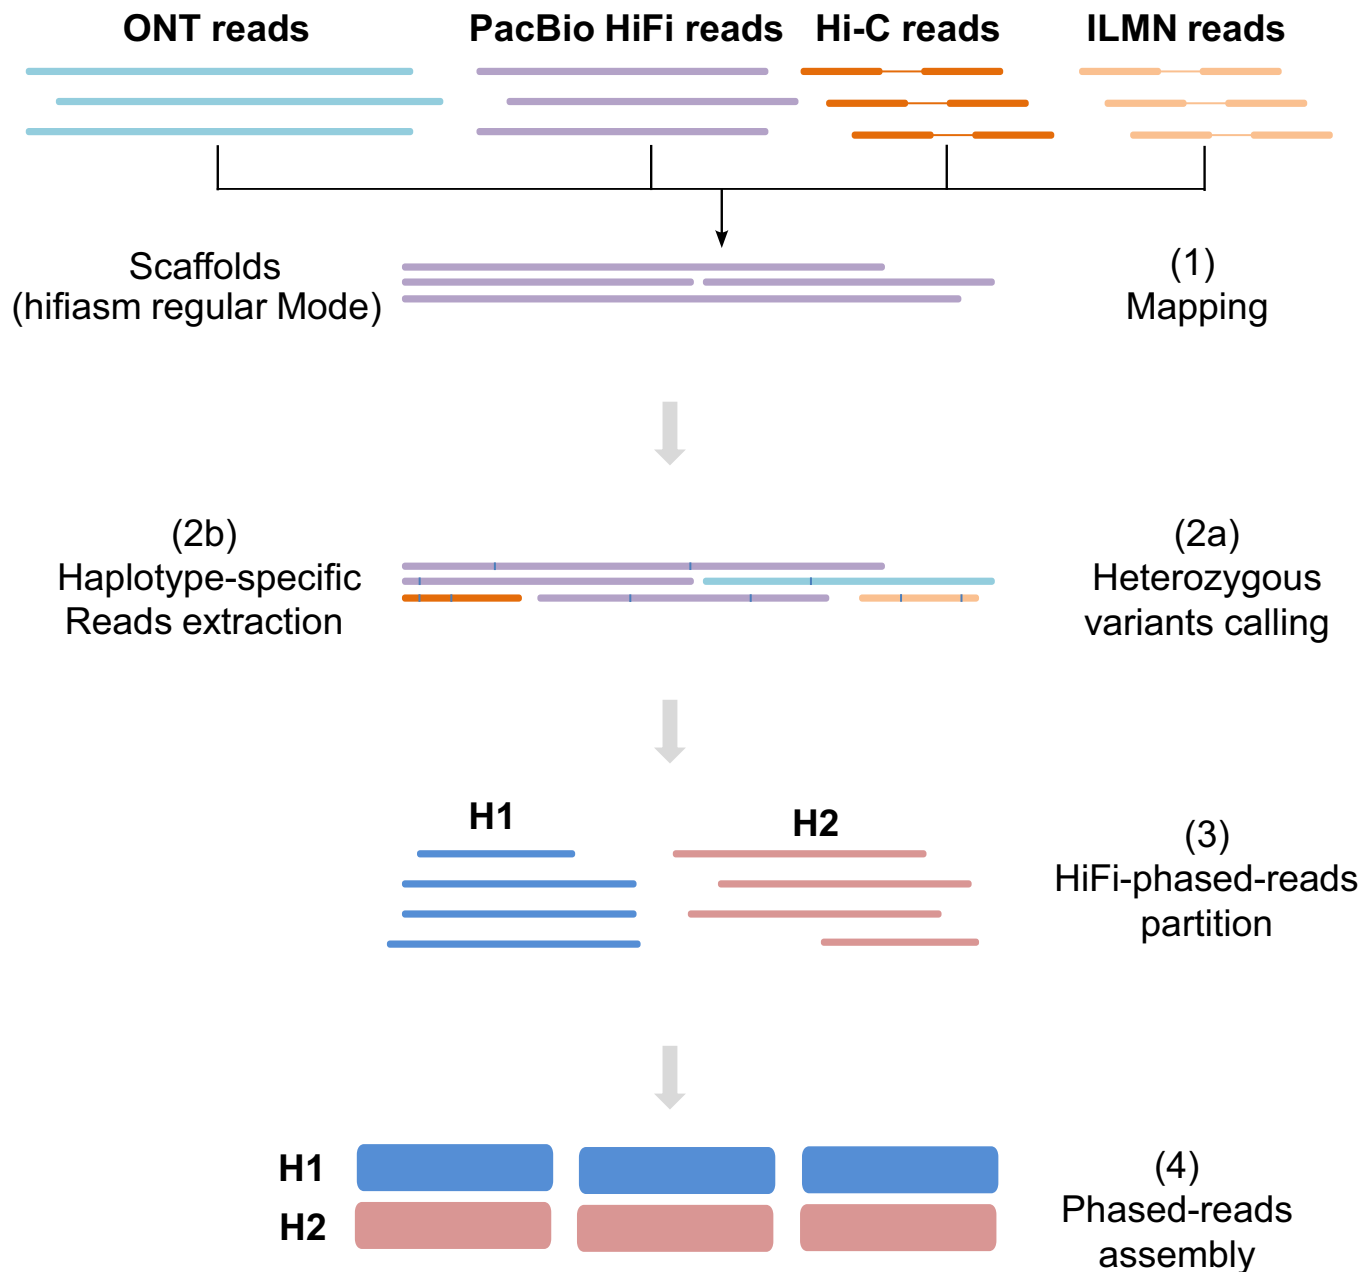 ONT reads
PacBio HiFi reads
Hi-C reads
ILMN reads
Scaffolds
(hifiasm regular Mode)
(1)
Mapping
(2b)
Haplotype-specific
Reads extraction
(2a)
Heterozygous
variants calling
H1
H2
(3)
HiFi-phased-reads
partition
H1
H2
(4)
Phased-reads
assembly